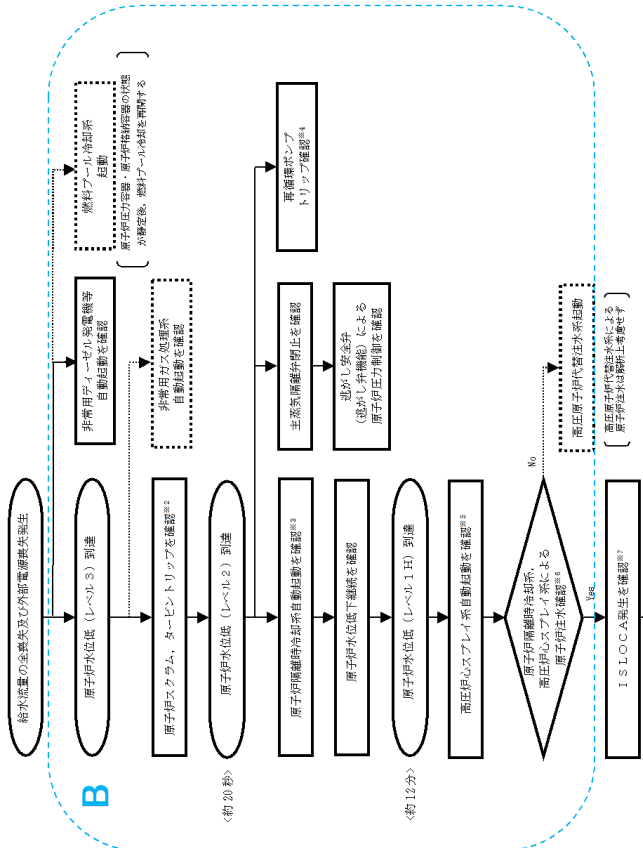 給水流量の全喪失及び外部電源喪失発生
原子炉水位低（レベル３）到達
非常用ディーゼル発電機等
自動起動を確認
燃料プール冷却系
起動
原子炉圧力容器・原子炉格納容器の状態
が静定後，燃料プール冷却を再開する
B
原子炉スクラム，タービントリップを確認※2
非常用ガス処理系
自動起動を確認
<約 20 秒>
原子炉水位低（レベル２）到達
原子炉隔離時冷却系自動起動を確認※3
主蒸気隔離弁閉止を確認
再循環ポンプ
トリップ確認※4
原子炉水位低下継続を確認
逃がし安全弁
（逃がし弁機能）による
原子炉圧力制御を確認
<約 12 分>
原子炉水位低（レベル１Ｈ）到達
高圧炉心スプレイ系自動起動を確認※5
原子炉隔離時冷却系，
高圧炉心スプレイ系による
原子炉注水確認※6
No
高圧原子炉代替注水系起動
高圧原子炉代替注水系による
原子炉注水は解析上考慮せず
Yes
ＩＳＬＯＣＡ発生を確認※7